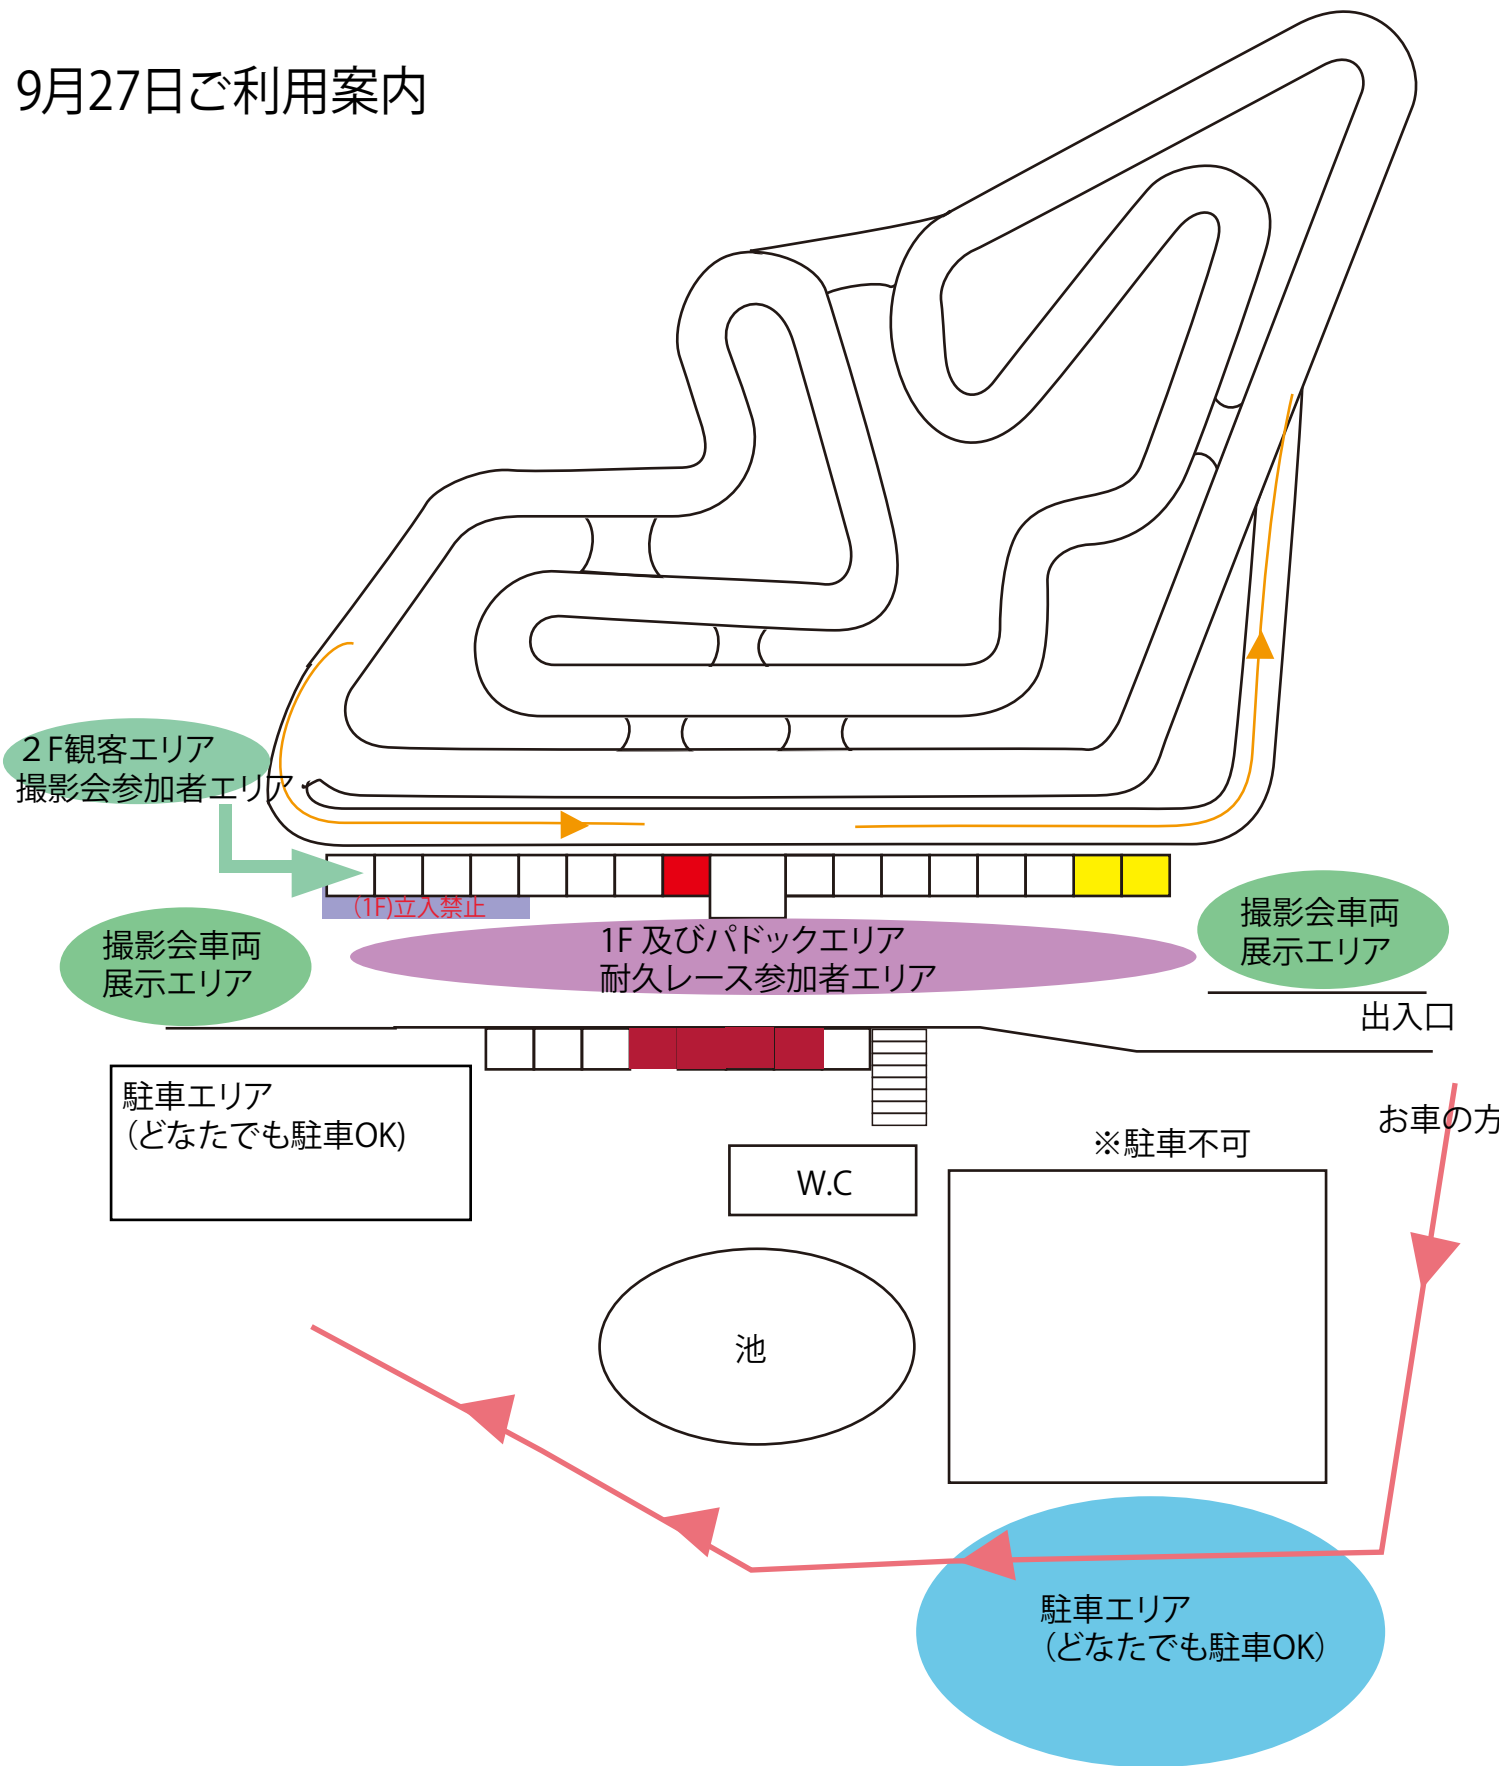 9月27日ご利用案内
２F観客エリア
撮影会参加者エリア
(1F)立入禁止
1F 及びパドックエリア
耐久レース参加者エリア
撮影会車両
展示エリア
撮影会車両
展示エリア
出入口
駐車エリア
（どなたでも駐車OK)
お車の方
※駐車不可
W.C
池
駐車エリア
（どなたでも駐車OK）